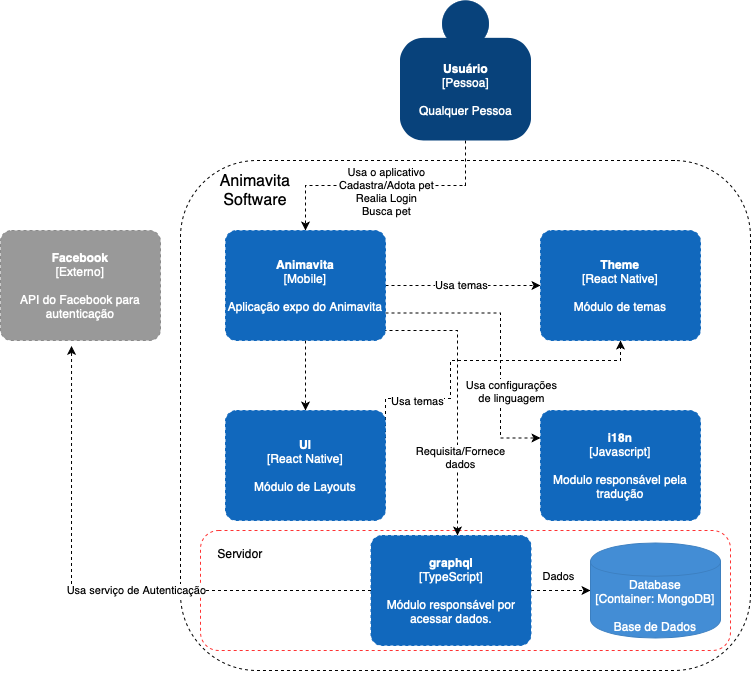 Usuário
[Pessoa]
Qualquer Pessoa
Usa o aplicativo
Cadastra/Adota pet
Realia Login
Busca pet
Animavita
Software
Facebook
[Externo]
API do Facebook para
autenticação
Animavita
[Mobile]
Aplicação expo do Animavita
Usa temas
Theme
[React Native]
Módulo de temas
Usa configurações
de linguagem
Usa temas
UI
[React Native]
Módulo de Layouts
Requisita/Fornece
dados
I18n
[Javascript]
Modulo responsável pela
tradução
Servidor
graphql
[TypeScript]
Módulo responsável por
acessar dados.
Dados
Database
[Container: MongoDB]
Base de Dados
Usa serviço de Autenticação